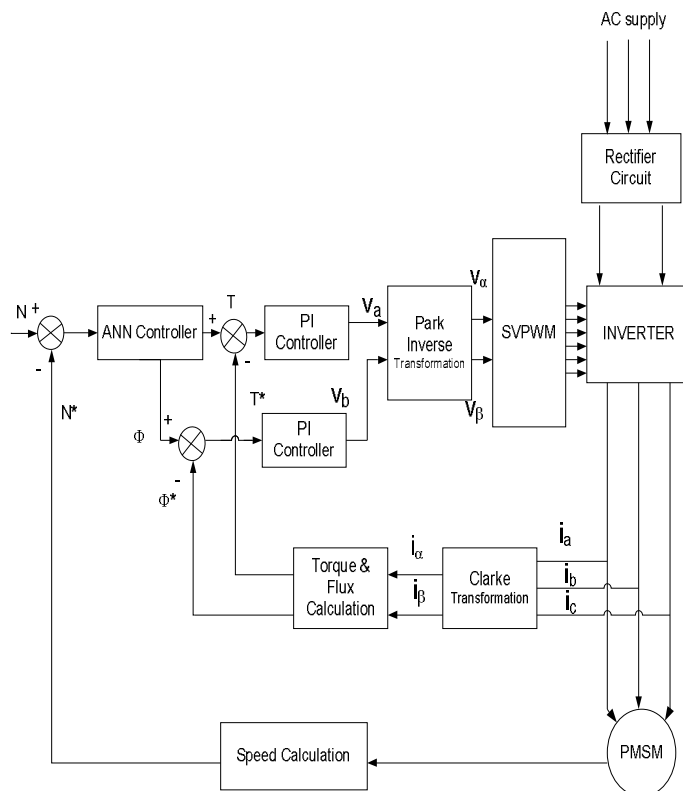 AC supply
Rectifier
Circuit
N
+
-
N*
ANN Controller
+
T
-
T*
PI
Controller
Va
Park
Inverse
Transformation
Vα
Vβ
SVPWM
INVERTER
Φ
+
-
Φ*
PI
Controller
Vb
Torque &
Flux
Calculation
iα
iβ
Clarke
Transformation
ia
ib
ic
Speed Calculation
PMSM